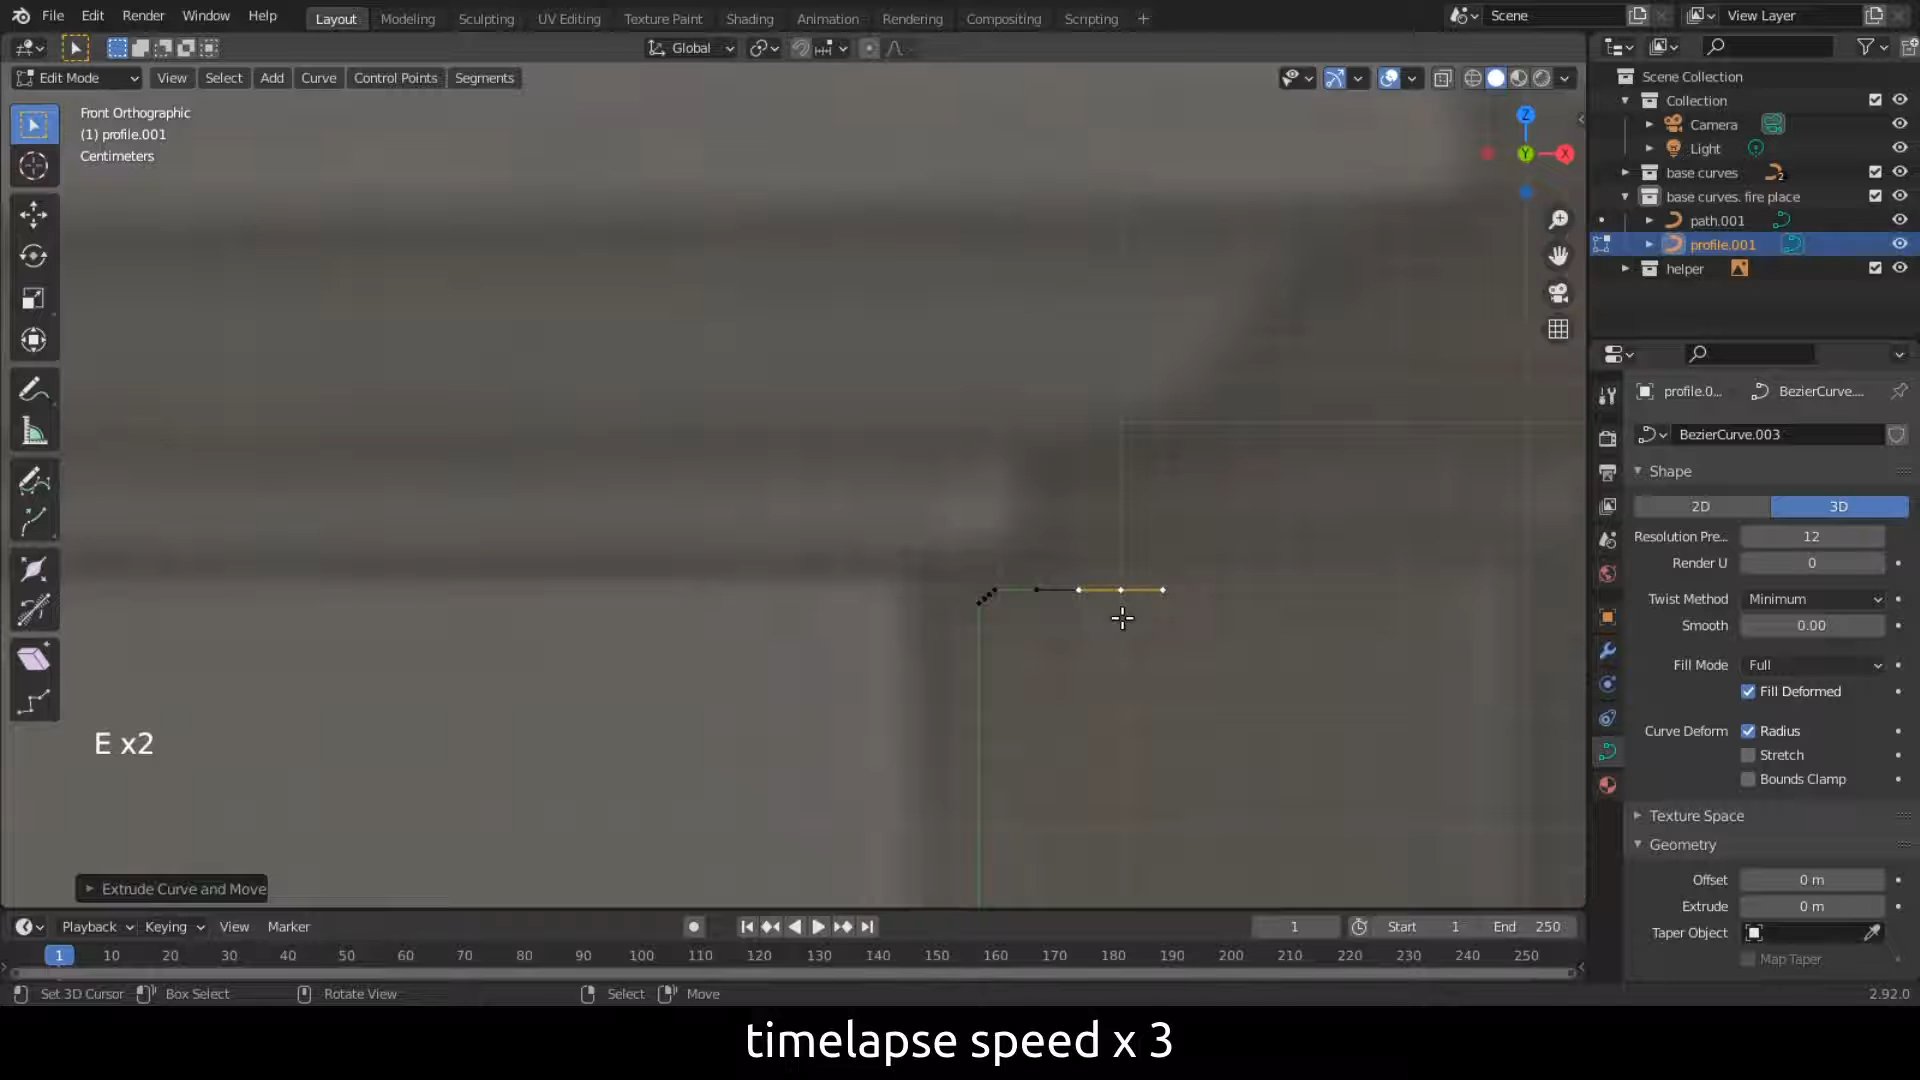 File Edit Render Window Help
Layout Modeling Sculpting UV Editing Texture Paint Shading Animation Rendering Compositing Scripting +
Scene
View Layer
Global
Edit Mode View Select Add Curve Control Points Segments
Front Orthographic
(1) profile.001
Centimeters
Z
Y
X
Scene Collection
Collection
Camera
Light
base curves 2
base curves. fire place
path.001
profile.001
helper
profile.0... BezierCurve....
BezierCurve.003
Shape
2D 3D
Resolution Pre... 12
Render U 0
Twist Method Minimum
Smooth 0.00
Fill Mode Full
Fill Deformed
Curve Deform Radius
Stretch
Bounds Clamp
Texture Space
Geometry
Offset 0 m
Extrude 0 m
Taper Object
Map Taper
E x2
Extrude Curve and Move
Playback Keying View Marker
1 Start 1 End 250
1 10 20 30 40 50 60 70 80 90 100 110 120 130 140 150 160 170 180 190 200 210 220 230 240 250
Set 3D Cursor Box Select Rotate View Select Move 2.92.0
timelapse speed x 3